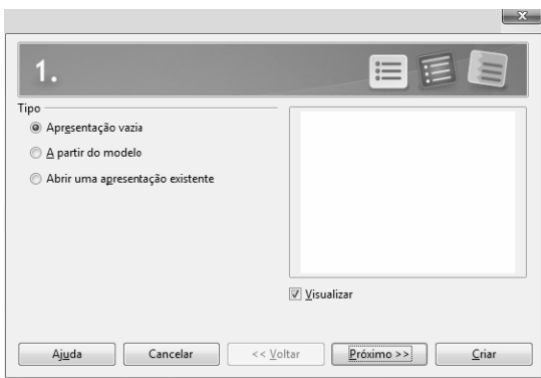 1.
Tipo
Apresentação vazia
A partir do modelo
Abrir uma apresentação existente
Visualizar
Ajuda
Cancelar
<< Voltar
Próximo >>
Criar